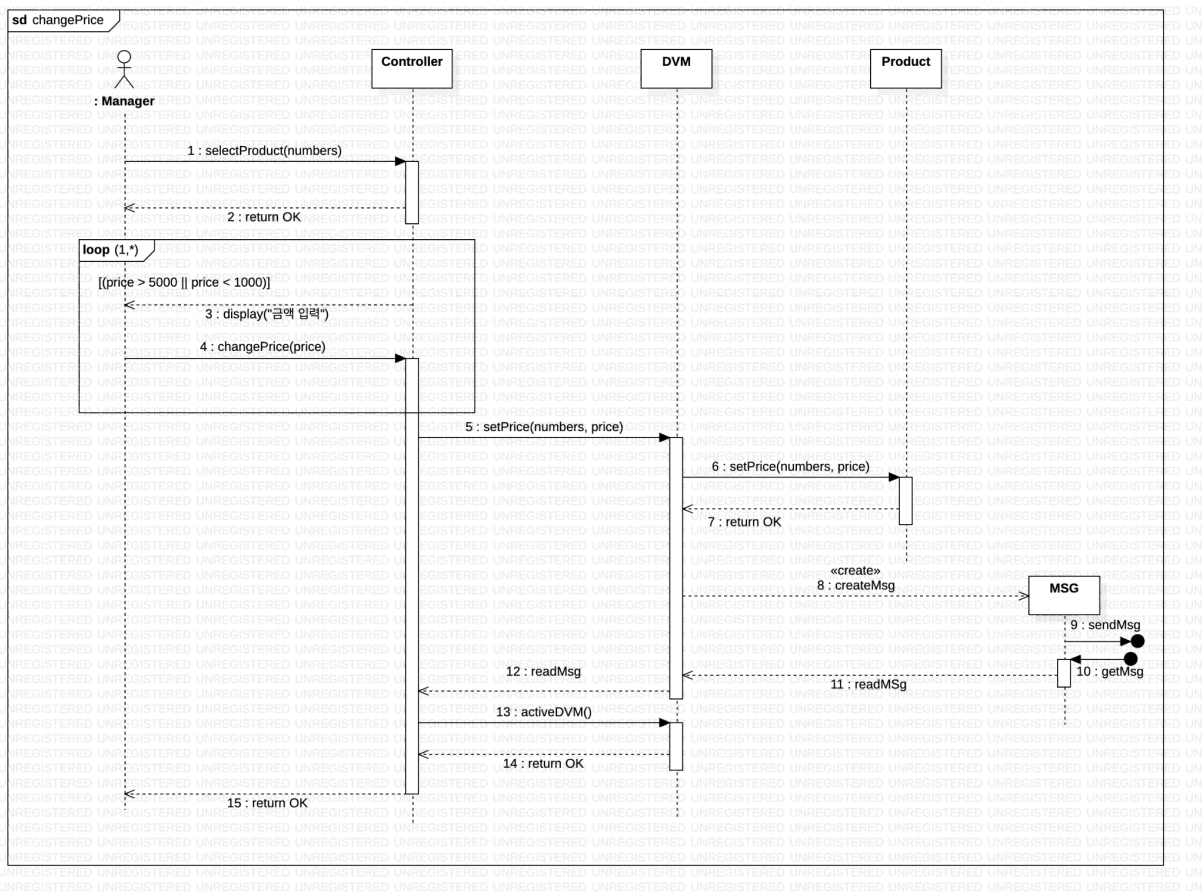 sd changePrice
: Manager
Controller
DVM
Product
1 : selectProduct(numbers)
2 : return OK
loop (1,*)
[(price > 5000 || price < 1000)]
3 : display("금액 입력")
4 : changePrice(price)
5 : setPrice(numbers, price)
6 : setPrice(numbers, price)
7 : return OK
«create»
8 : createMsg
MSG
9 : sendMsg
10 : getMsg
11 : readMSg
12 : readMsg
13 : activeDVM()
14 : return OK
15 : return OK
UNREGISTERED